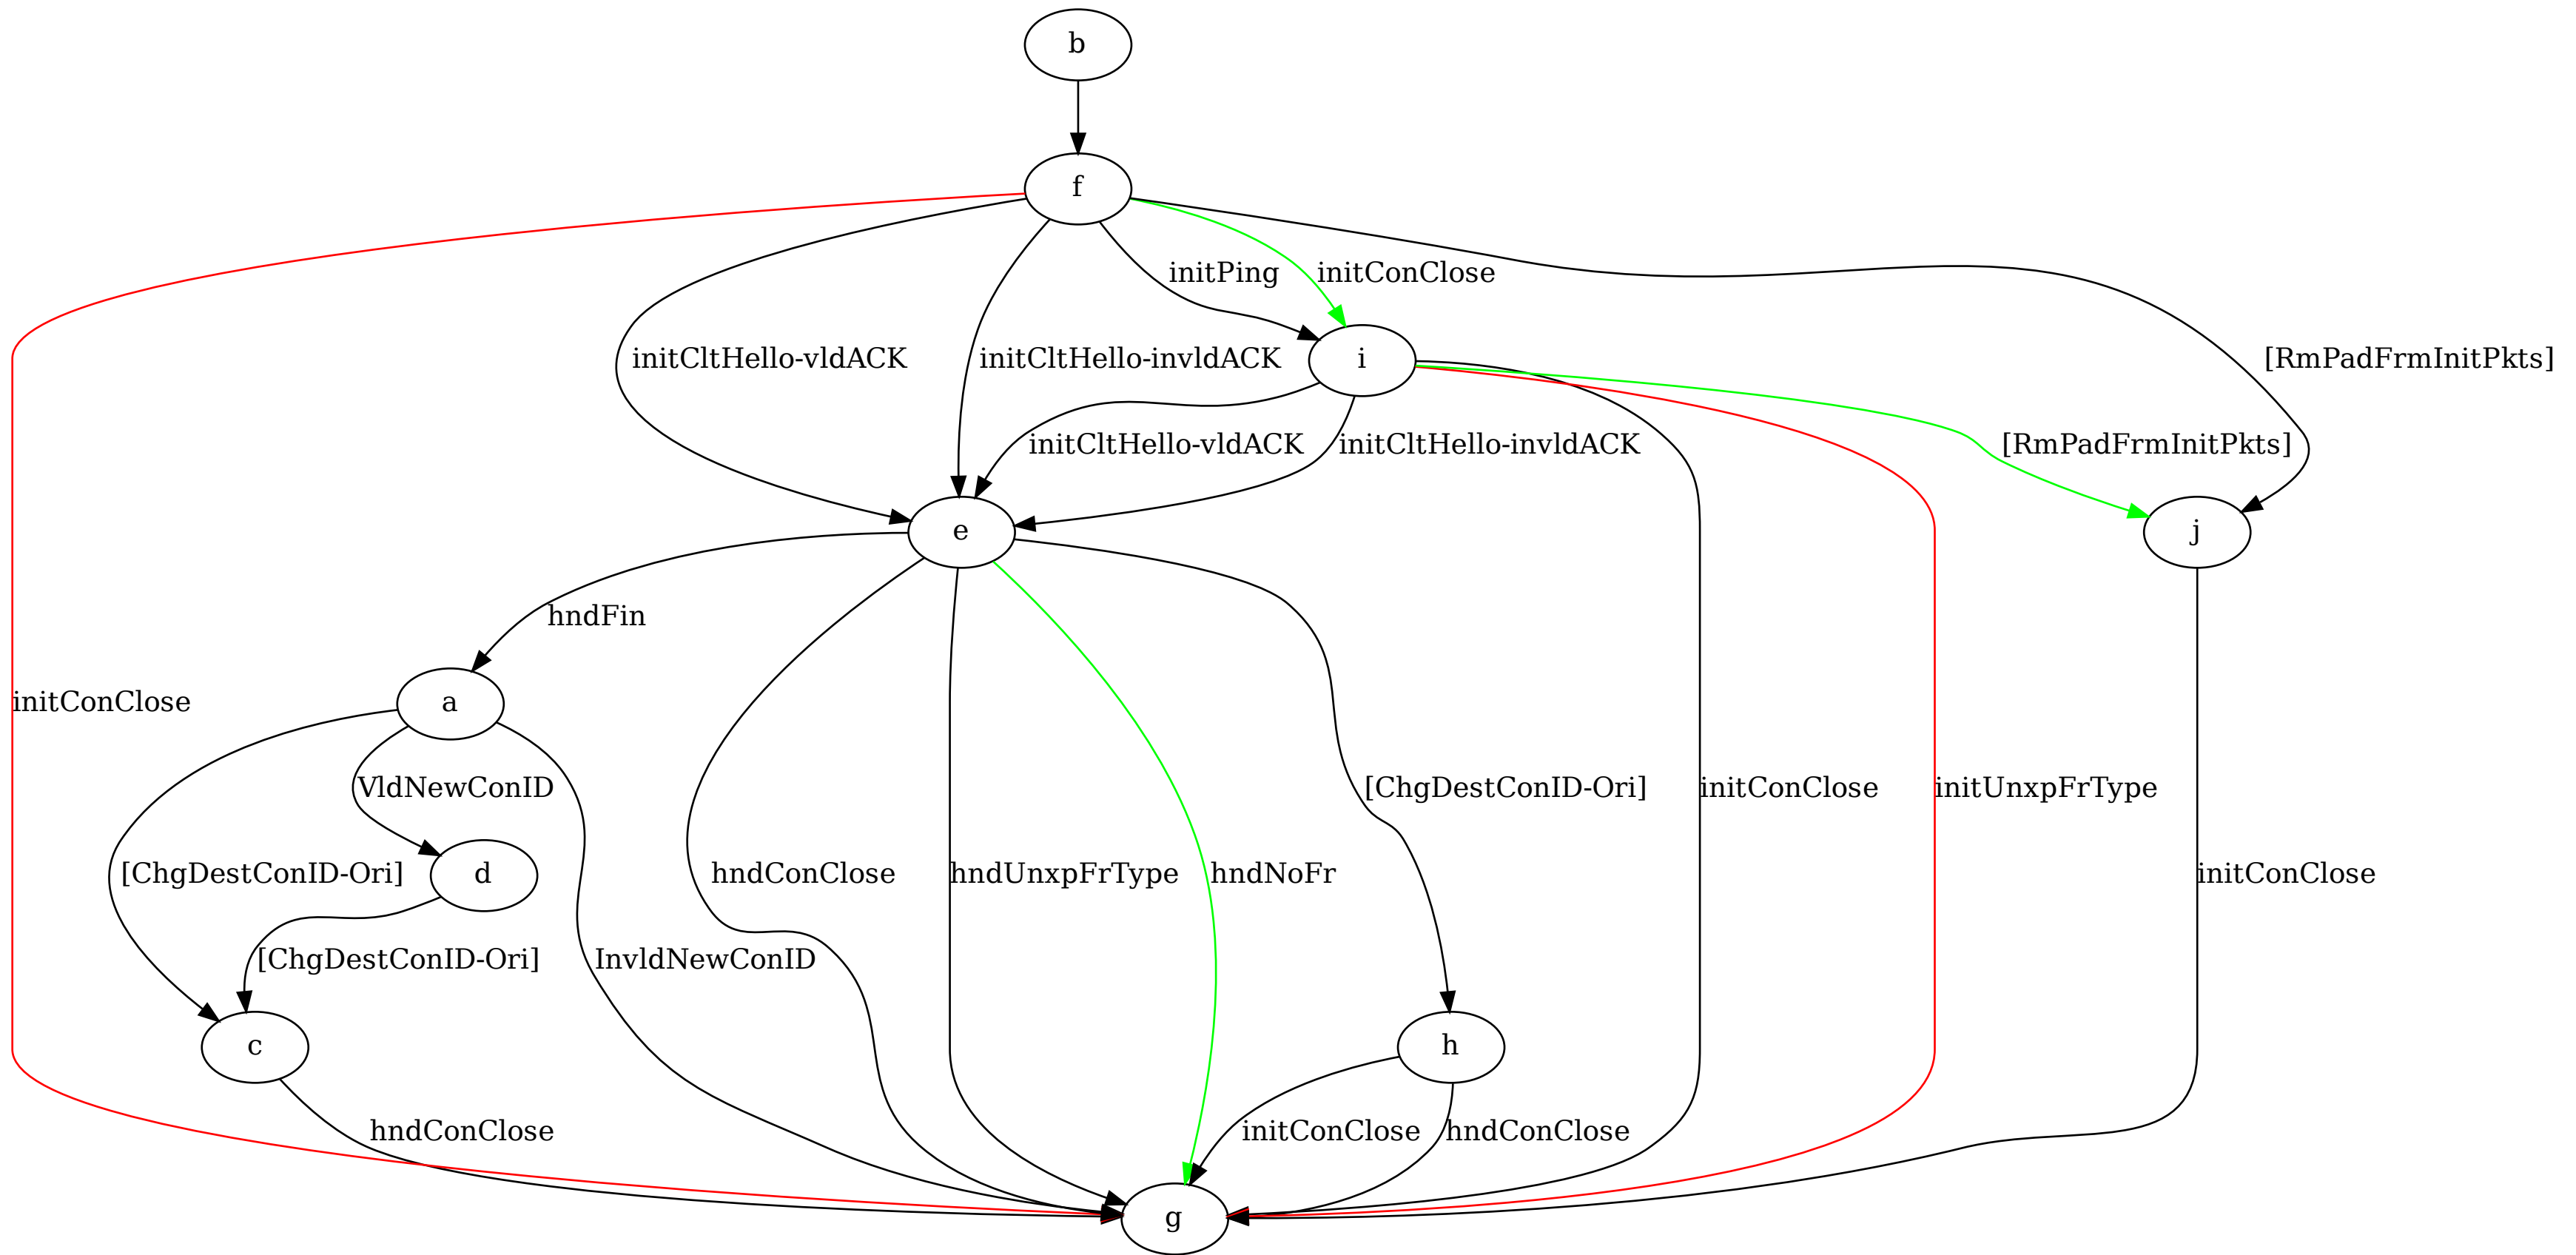 b
f
initPing
initConClose
initCltHello-vldACK
initCltHello-invldACK
i
[RmPadFrmInitPkts]
initCltHello-vldACK
initCltHello-invldACK
[RmPadFrmInitPkts]
e
j
hndFin
initConClose
a
VldNewConID
[ChgDestConID-Ori]
initConClose
initUnxpFrType
[ChgDestConID-Ori]
d
hndConClose
hndUnxpFrType
hndNoFr
initConClose
[ChgDestConID-Ori]
InvldNewConID
c
h
hndConClose
initConClose
hndConClose
g